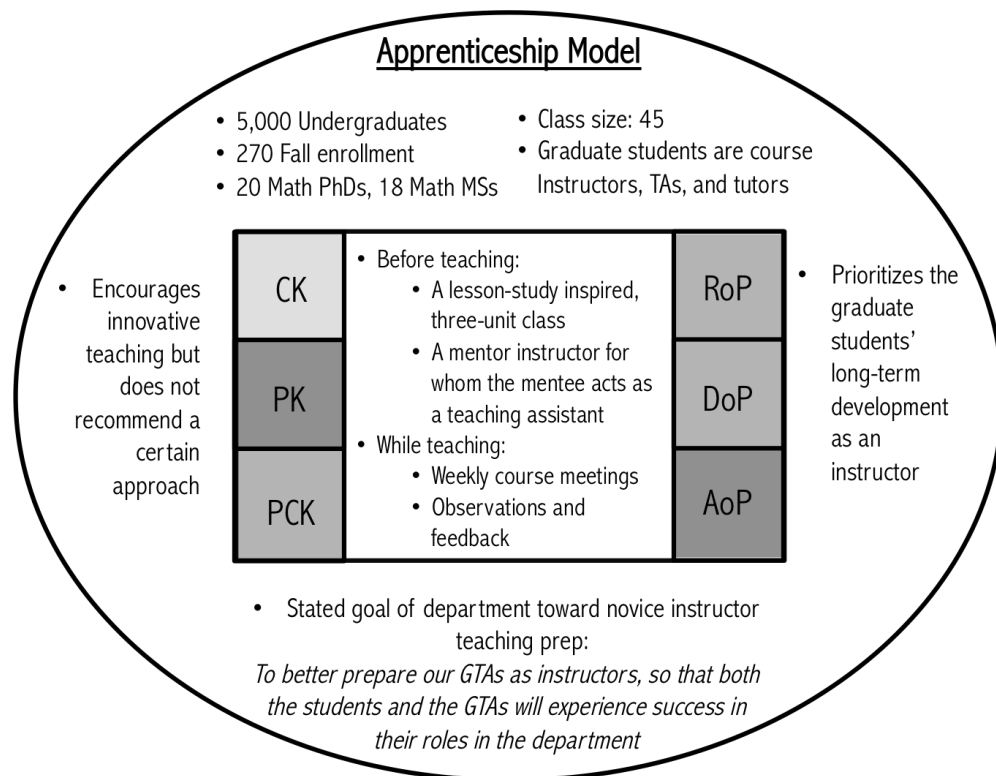 Apprenticeship Model
• 5,000 Undergraduates
• 270 Fall enrollment
• 20 Math PhDs, 18 Math MSs
• Class size: 45
• Graduate students are course
Instructors, TAs, and tutors
• Encourages
innovative
teaching but
does not
recommend a
certain
approach
CK
PK
PCK
• Before teaching:
• A lesson-study inspired,
three-unit class
• A mentor instructor for
whom the mentee acts as
a teaching assistant
• While teaching:
• Weekly course meetings
• Observations and
feedback
RoP
DoP
AoP
• Prioritizes the
graduate
students’
long-term
development
as an
instructor
• Stated goal of department toward novice instructor
teaching prep:
To better prepare our GTAs as instructors, so that both
the students and the GTAs will experience success in
their roles in the department